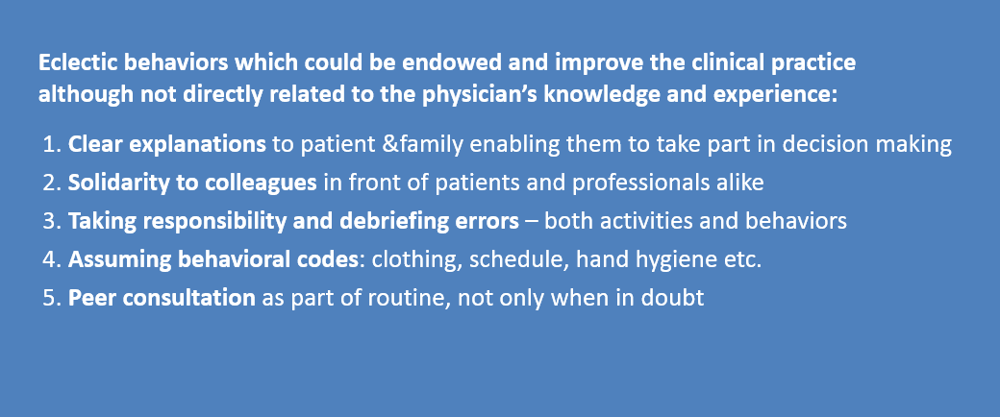 Eclectic behaviors which could be endowed and improve the clinical practice
although not directly related to the physician’s knowledge and experience:
1. Clear explanations to patient &family enabling them to take part in decision making
2. Solidarity to colleagues in front of patients and professionals alike
3. Taking responsibility and debriefing errors – both activities and behaviors
4. Assuming behavioral codes: clothing, schedule, hand hygiene etc.
5. Peer consultation as part of routine, not only when in doubt